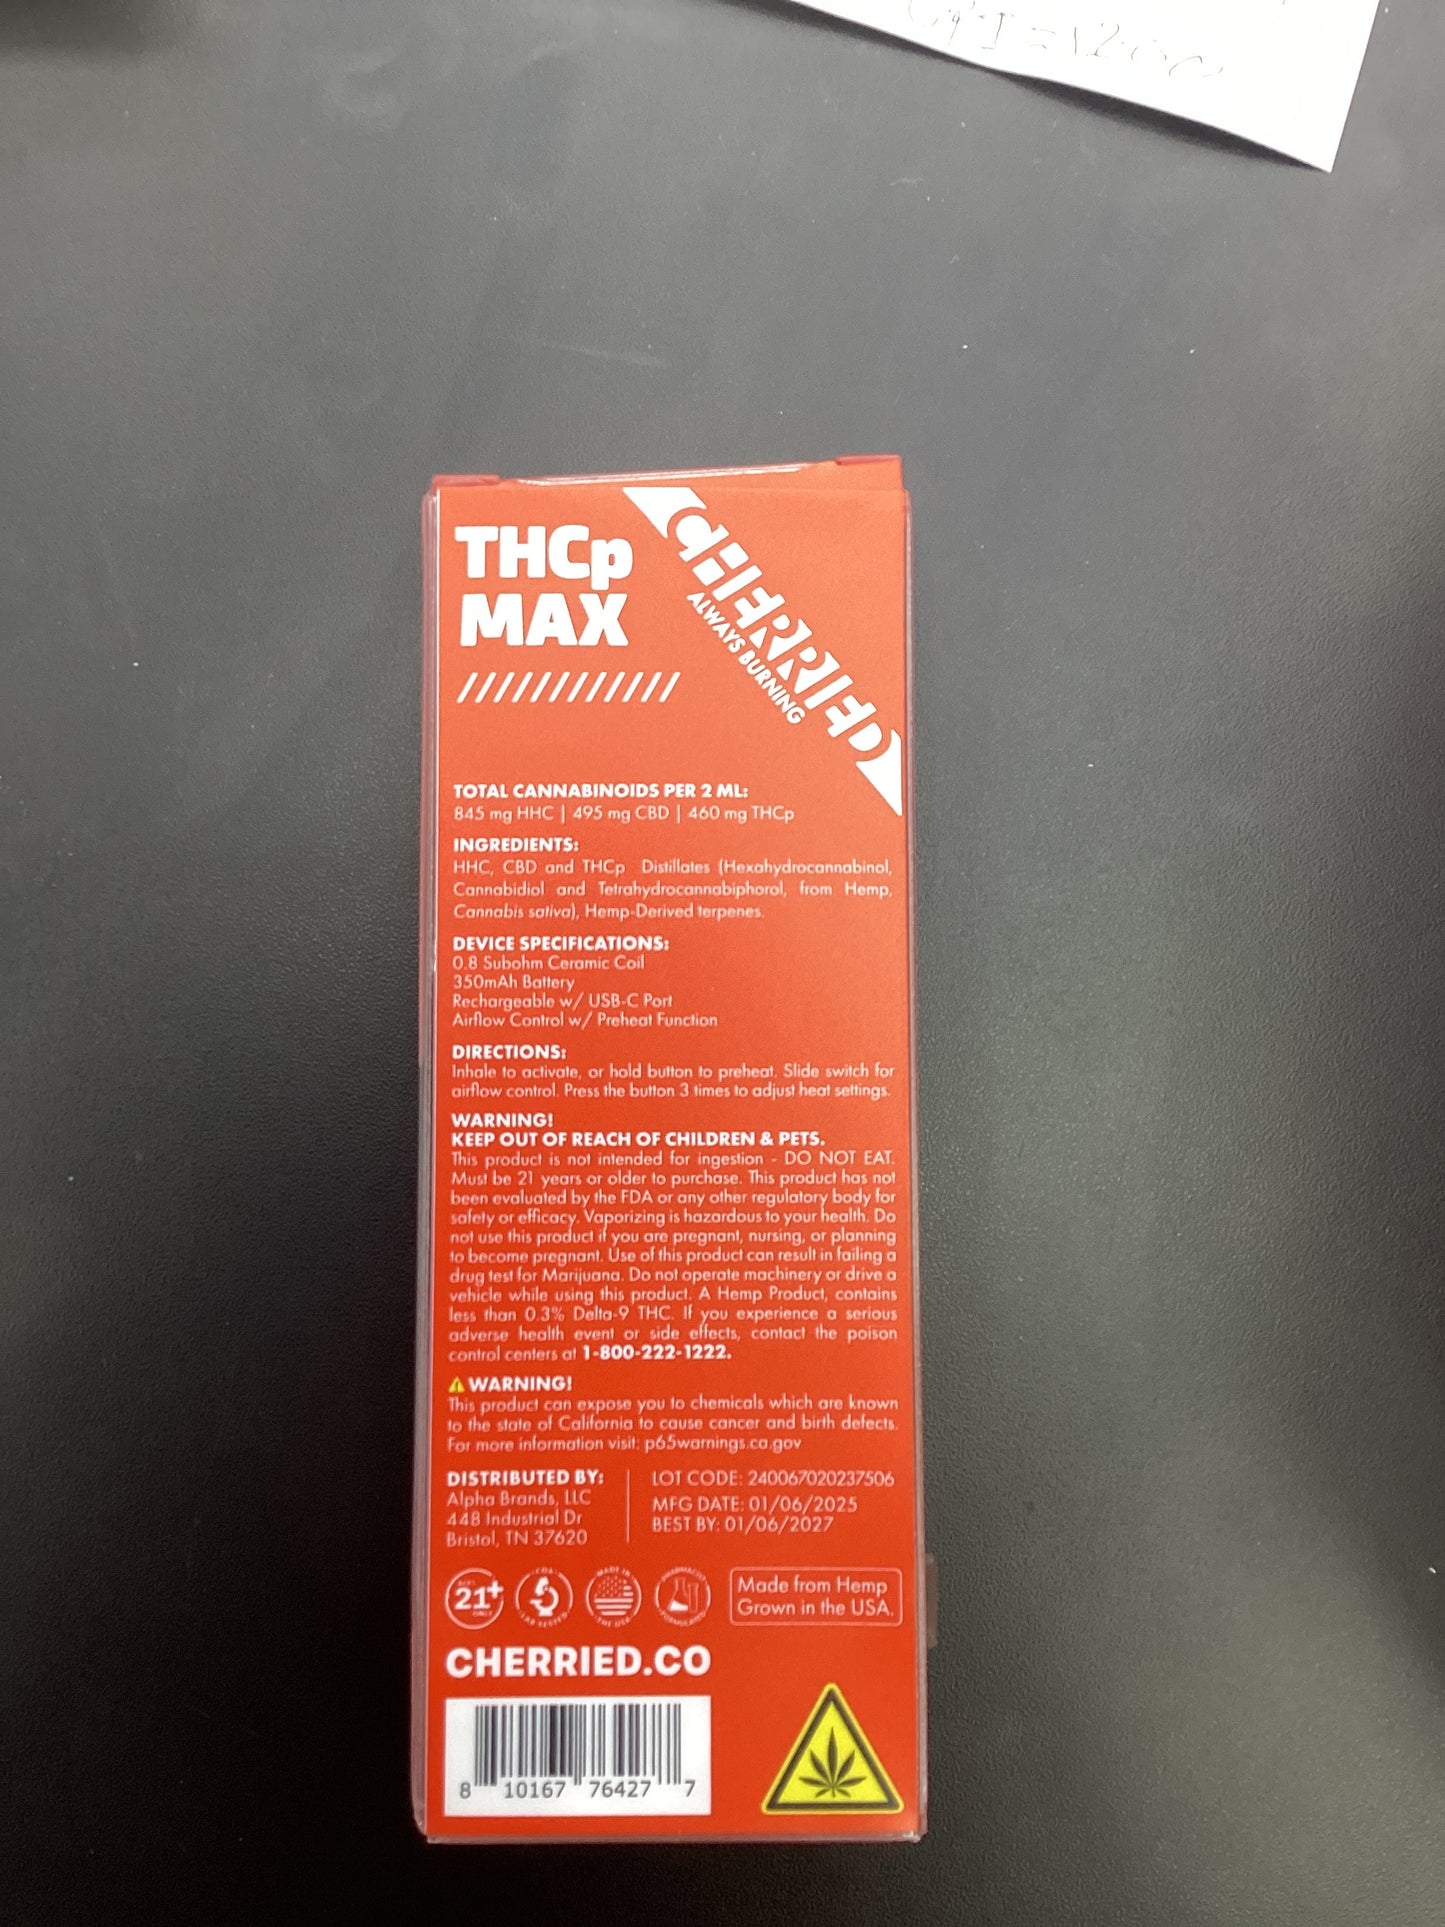 THCp
MAX
CHERRIED
ALWAYS BURNING
TOTAL CANNABINOIDS PER 2 ML:
845 mg HHC | 495 mg CBD | 460 mg THCp
INGREDIENTS:
HHC, CBD and THCp Distillates (Hexahydrocannabinol,
Cannabidiol and Tetrahydrocannabiphorol, from Hemp,
Cannabis sativa), Hemp-Derived terpenes.
DEVICE SPECIFICATIONS:
0.8 Subohm Ceramic Coil
350mAh Battery
Rechargeable w/ USB-C Port
Airflow Control w/ Preheat Function
DIRECTIONS:
Inhale to activate, or hold button to preheat. Slide switch for
airflow control. Press the button 3 times to adjust heat settings.
WARNING!
KEEP OUT OF REACH OF CHILDREN & PETS.
This product is not intended for ingestion - DO NOT EAT.
Must be 21 years or older to purchase. This product has not
been evaluated by the FDA or any other regulatory body for
safety or efficacy. Vaporizing is hazardous to your health. Do
not use this product if you are pregnant, nursing, or planning
to become pregnant. Use of this product can result in failing a
drug test for Marijuana. Do not operate machinery or drive a
vehicle while using this product. A Hemp Product, contains
less than 0.3% Delta-9 THC. If you experience a serious
adverse health event or side effects, contact the poison
control centers at 1-800-222-1222.
WARNING!
This product can expose you to chemicals which are known
to the state of California to cause cancer and birth defects.
For more information visit: p65warnings.ca.gov
DISTRIBUTED BY:
Alpha Brands, LLC
448 Industrial Dr
Bristol, TN 37620
LOT CODE: 240067020237506
MFG DATE: 01/06/2025
BEST BY: 01/06/2027
21+
ONLY
COA
LAB TESTED
MADE IN
THE USA
PHARMACIST
FORMULATED
Made from Hemp
Grown in the USA.
CHERRIED.CO
8 10167 76427 7